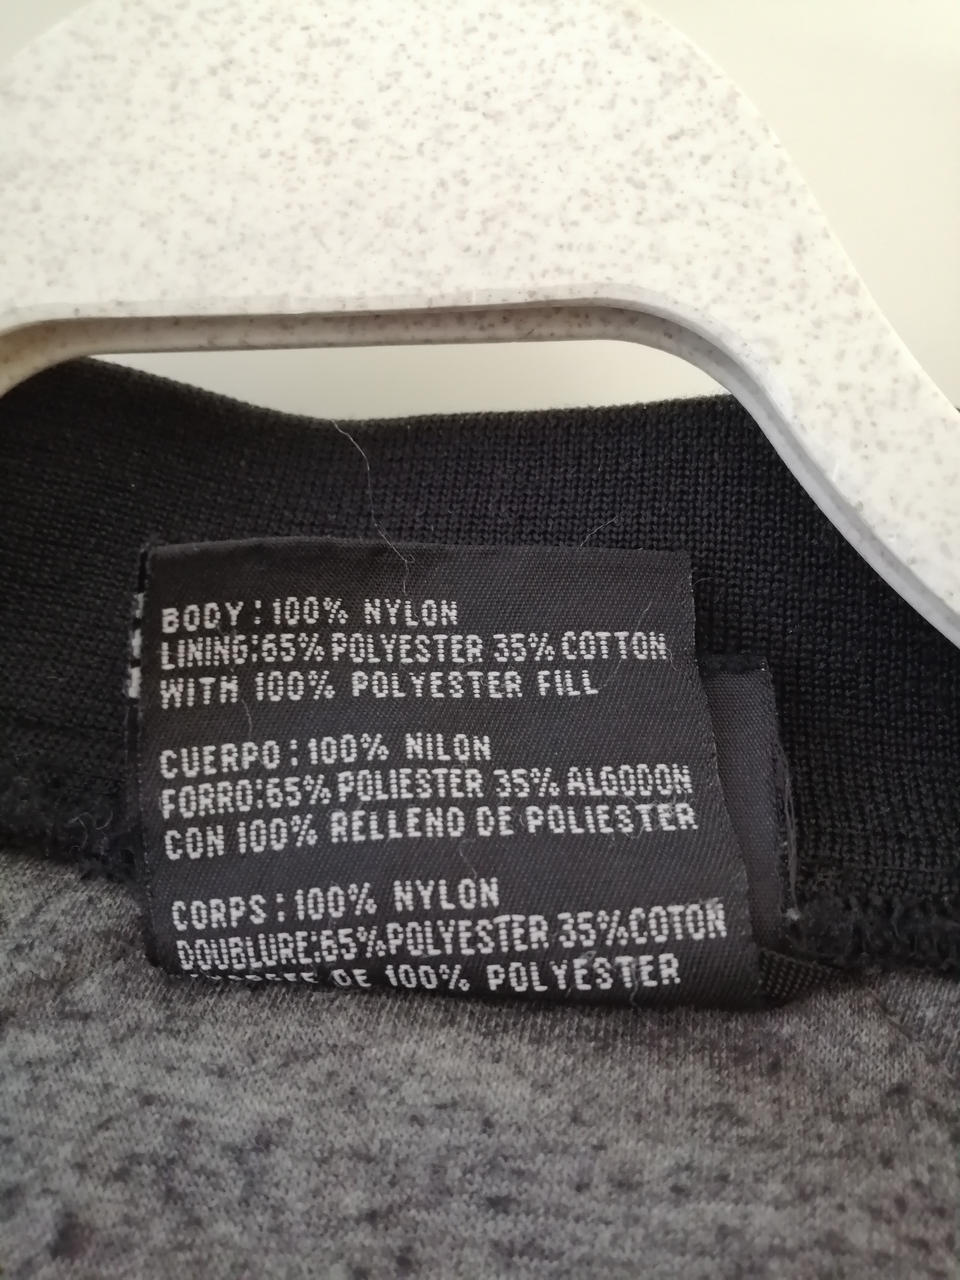 BODY : 100% NYLON
LINING:65% POLYESTER 35% COTTON
WITH 100% POLYESTER FILL
CUERPO : 100% NILON
FORRO:65% POLIESTER 35% ALGODON
CON 100% RELLENO DE POLIESTER
CORPS : 100% NYLON
DOUBLURE:65%POLYESTER 35%COTON
DE 100% POLYESTER